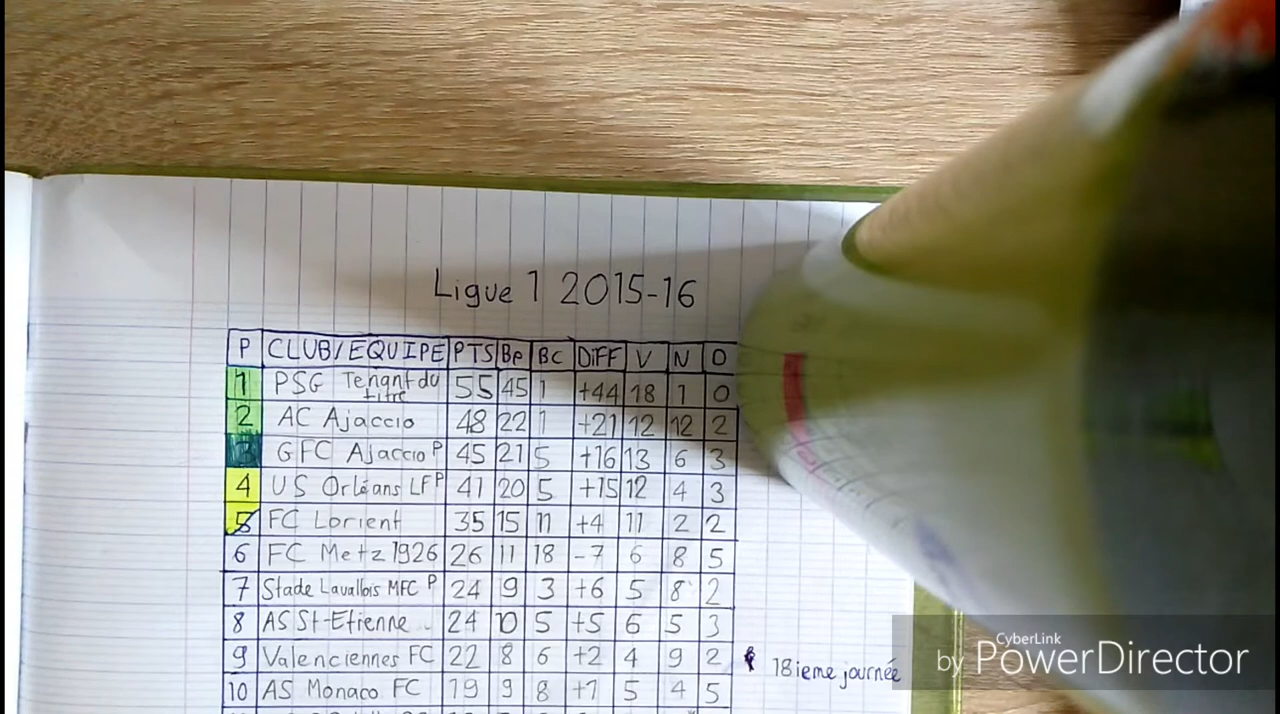 Ligue 1 2015-16
P CLUB/EQUIPE PTS Bp BC DiFF V N D
1 PSG Tenant du titre 55 45 1 +44 18 1 0
2 AC Ajaccio 48 22 1 +21 12 12 2
3 GFC Ajaccio P 45 21 5 +16 13 6 3
4 US Orléans LF P 41 20 5 +15 12 4 3
5 FC Lorient 35 15 11 +4 11 2 2
6 FC Metz 1926 26 11 18 -7 6 8 5
7 Stade Lavallois MFC P 24 9 3 +6 5 8 2
8 AS St-Etienne 24 10 5 +5 6 5 3
9 Valenciennes FC 22 8 6 +2 4 9 2
18ieme journée
10 AS Monaco FC 19 9 8 +1 5 4 5
CyberLink
by PowerDirector